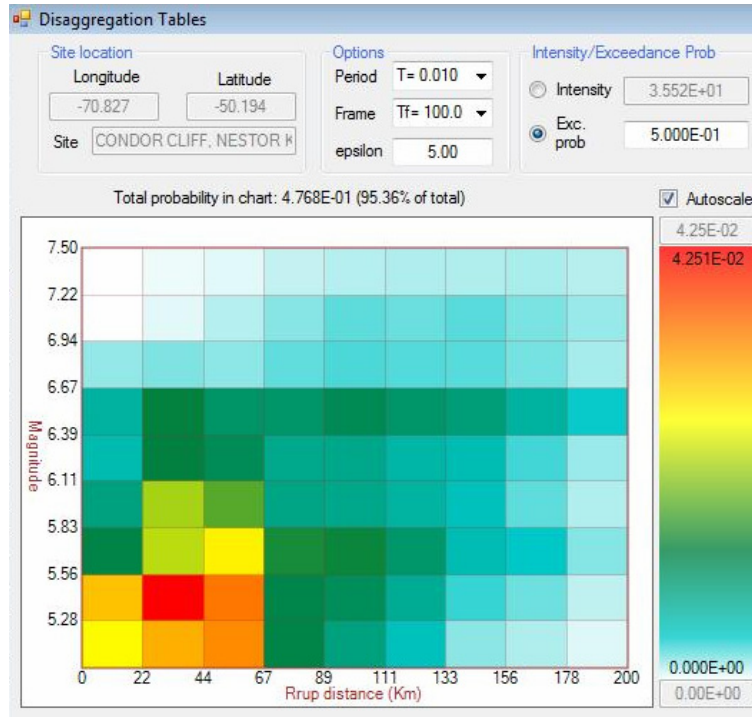 Disaggregation Tables
Site location
Longitude Latitude
-70.827 -50.194
Site CONDOR CLIFF, NESTOR K
Options
Period T= 0.010
Frame Tf= 100.0
epsilon 5.00
Intensity/Exceedance Prob
Intensity 3.552E+01
Exc. prob 5.000E-01
Total probability in chart: 4.768E-01 (95.36% of total)
Autoscale
4.25E-02
4.251E-02
7.50
7.22
6.94
6.67
6.39
6.11
5.83
5.56
5.28
Magnitude
0 22 44 67 89 111 133 156 178 200
Rrup distance (Km)
0.000E+00
0.00E+00